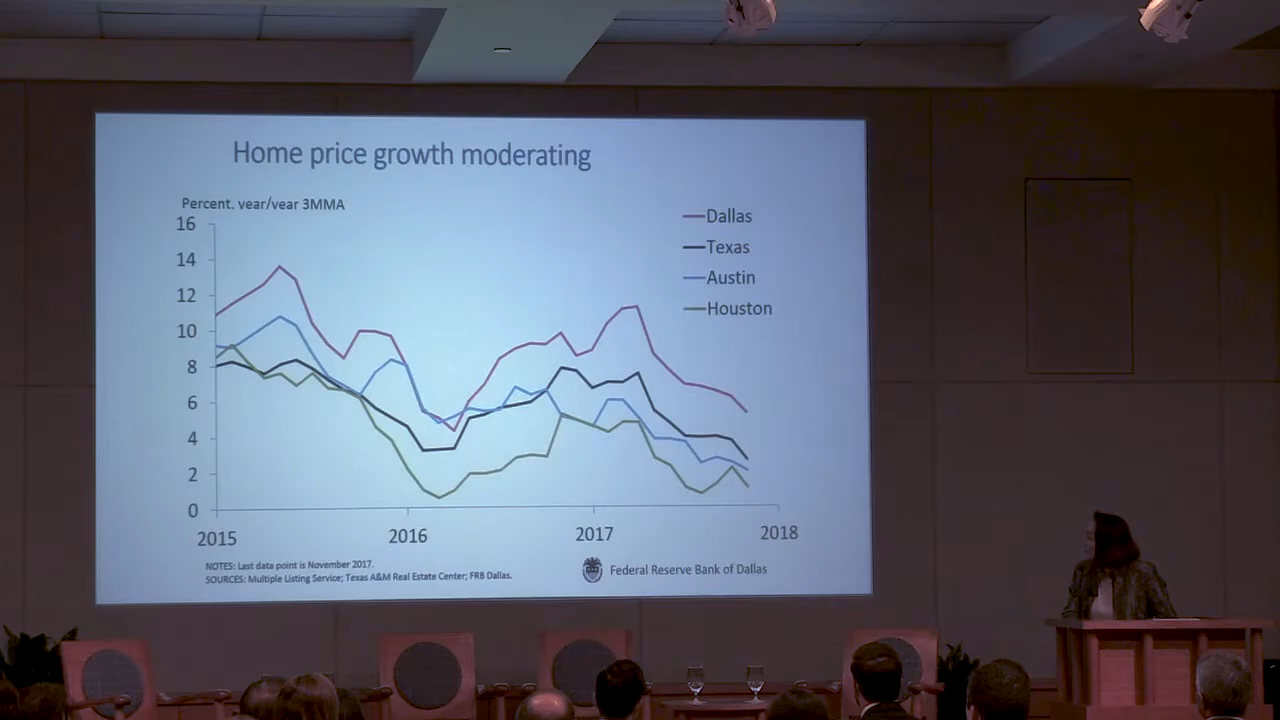 Home price growth moderating
Percent, year/year 3MMA
16
14
12
10
8
6
4
2
0
Dallas
Texas
Austin
Houston
2015 2016 2017 2018
NOTES: Last data point is November 2017.
SOURCES: Multiple Listing Service; Texas A&M Real Estate Center; FRB Dallas.
Federal Reserve Bank of Dallas